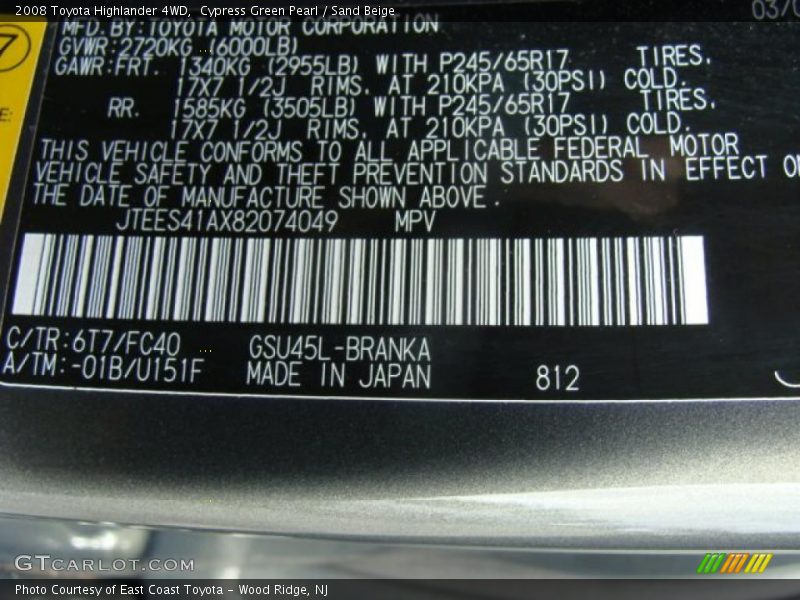 2008 Toyota Highlander 4WD, Cypress Green Pearl / Sand Beige
03/0
MFD. BY: TOYOTA MOTOR CORPORATION
GVWR: 2720KG (6000LB)
GAWR: FRT. 1340KG (2955LB) WITH P245/65R17 TIRES,
17X7 1/2J RIMS, AT 210KPA (30PSI) COLD.
RR. 1585KG (3505LB) WITH P245/65R17 TIRES,
17X7 1/2J RIMS, AT 210KPA (30PSI) COLD.
THIS VEHICLE CONFORMS TO ALL APPLICABLE FEDERAL MOTOR
VEHICLE SAFETY AND THEFT PREVENTION STANDARDS IN EFFECT O
THE DATE OF MANUFACTURE SHOWN ABOVE.
7
E:
JTEES41AX82074049 MPV
C/TR: 6T7/FC40 GSU45L-BRANKA
A/TM: -01B/U151F MADE IN JAPAN 812
GTCARLOT.COM
Photo Courtesy of East Coast Toyota - Wood Ridge, NJ